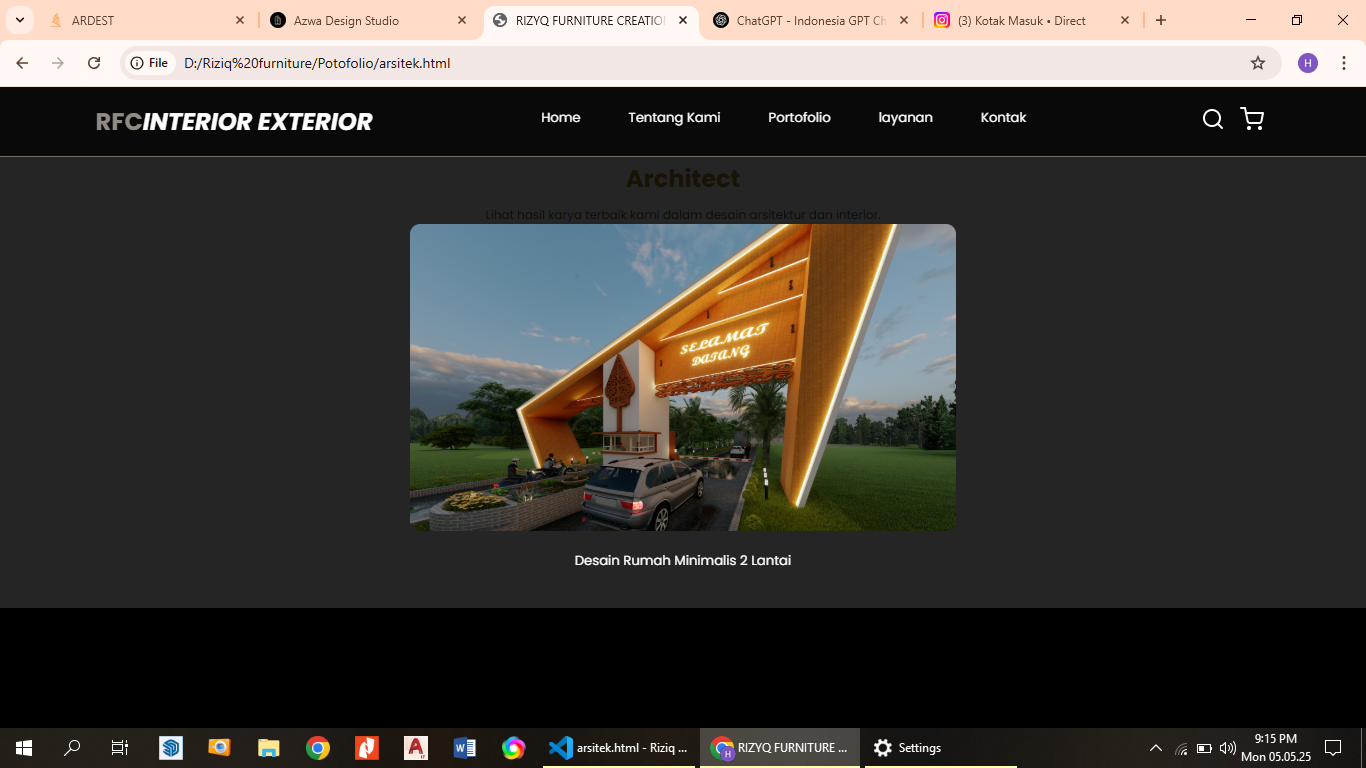 ARDEST
Azwa Design Studio
RIZYQ FURNITURE CREATION
ChatGPT - Indonesia GPT Ch
(3) Kotak Masuk • Direct
File
D:/Riziq%20furniture/Potofolio/arsitek.html
H
RFCINTERIOR EXTERIOR
Home
Tentang Kami
Portofolio
layanan
Kontak
Architect
Lihat hasil karya terbaik kami dalam desain arsitektur dan interior.
SELAMAT
DATANG
Desain Rumah Minimalis 2 Lantai
arsitek.html - Riziq ...
RIZYQ FURNITURE ...
Settings
9:15 PM
Mon 05.05.25